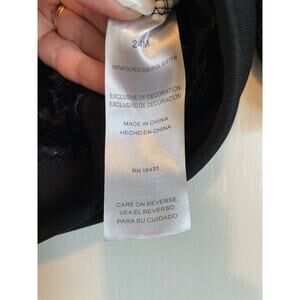 24M
100%POLYESTER/POLIESTER
EXCLUSIVE OF DECORATION
EXCLUSIVO DE DECORACIÓN
MADE IN CHINA
HECHO EN CHINA
RN 16435
CARE ON REVERSE
VEA EL REVERSO
PARA SU CUIDADO